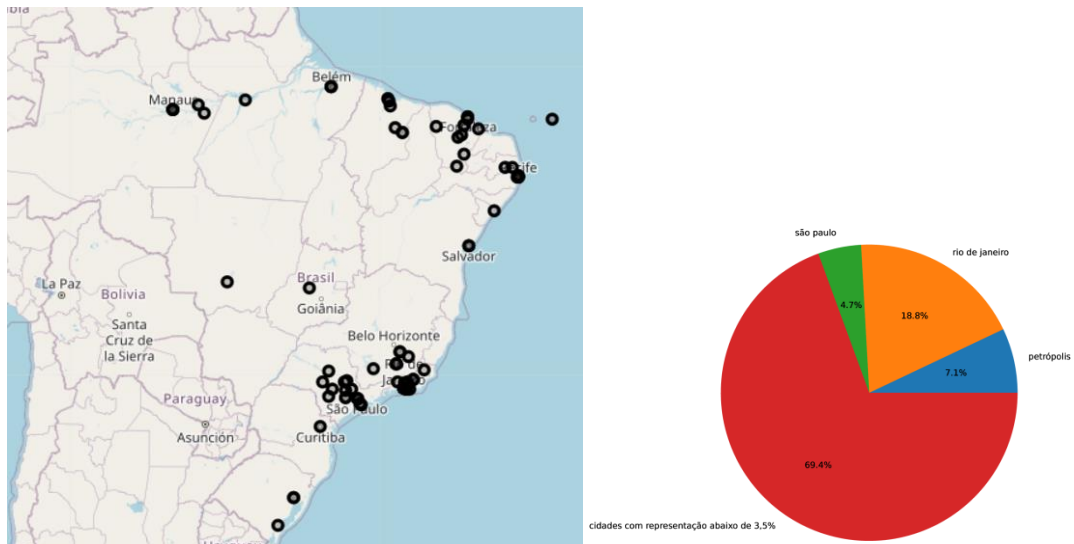 Belém
Manaus
Fortaleza
Salvador
La Paz
Bolivia
Brasil
Goiânia
Santa
Cruz de
la Sierra
Belo Horizonte
Paraguay
São Paulo
Asunción
Curitiba
são paulo
rio de janeiro
4.7%
18.8%
petrópolis
7.1%
69.4%
cidades com representação abaixo de 3,5%